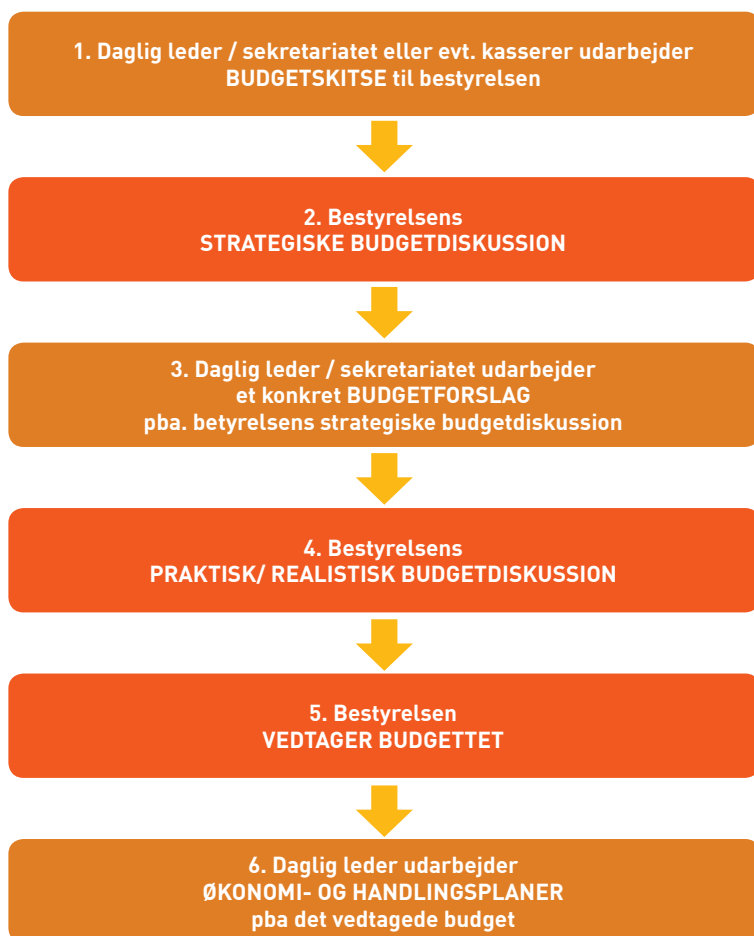 1. Daglig leder / sekretariatet eller evt. kasserer udarbejder
BUDGETSKITSE til bestyrelsen
2. Bestyrelsens
STRATEGISKE BUDGETDISKUSSION
3. Daglig leder / sekretariatet udarbejder
et konkret BUDGETFORSLAG
pba. betyrelsens strategiske budgetdiskussion
4. Bestyrelsens
PRAKTISK/ REALISTISK BUDGETDISKUSSION
5. Bestyrelsen
VEDTAGER BUDGETTET
6. Daglig leder udarbejder
ØKONOMI- OG HANDLINGSPLANER
pba det vedtagede budget